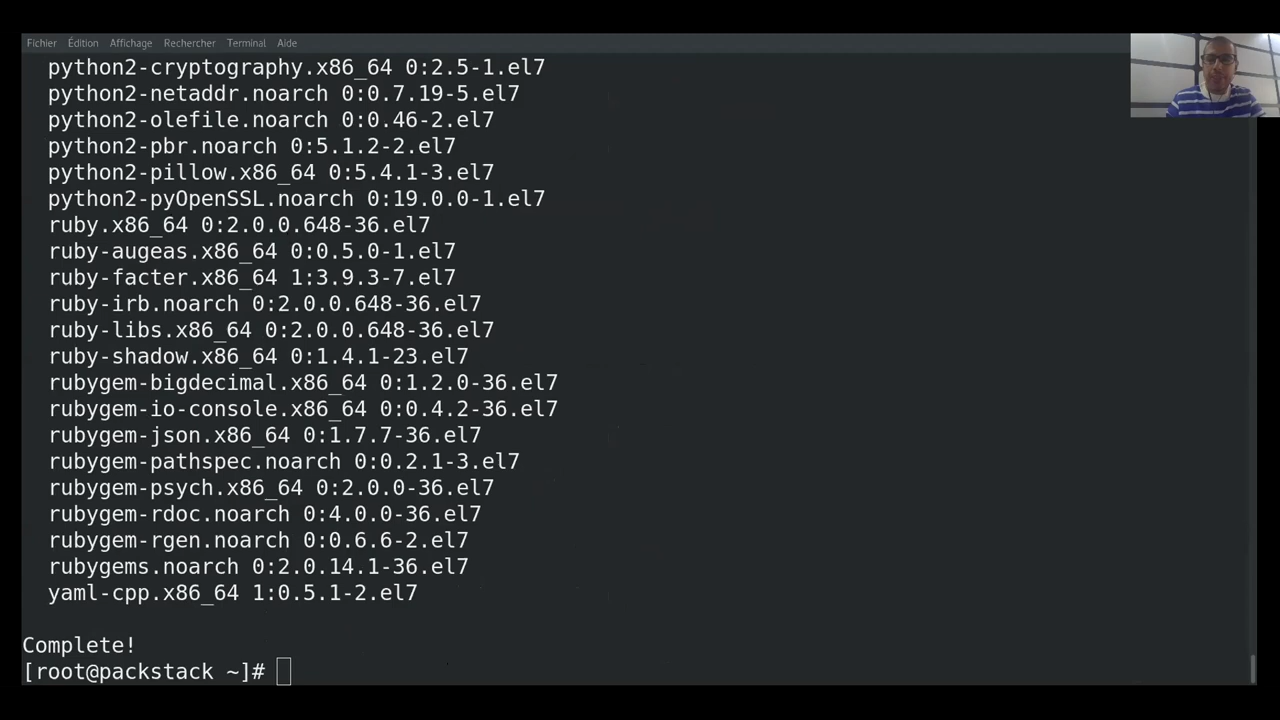 Fichier Édition Affichage Rechercher Terminal Aide
python2-cryptography.x86_64 0:2.5-1.el7
python2-netaddr.noarch 0:0.7.19-5.el7
python2-olefile.noarch 0:0.46-2.el7
python2-pbr.noarch 0:5.1.2-2.el7
python2-pillow.x86_64 0:5.4.1-3.el7
python2-pyOpenSSL.noarch 0:19.0.0-1.el7
ruby.x86_64 0:2.0.0.648-36.el7
ruby-augeas.x86_64 0:0.5.0-1.el7
ruby-facter.x86_64 1:3.9.3-7.el7
ruby-irb.noarch 0:2.0.0.648-36.el7
ruby-libs.x86_64 0:2.0.0.648-36.el7
ruby-shadow.x86_64 0:1.4.1-23.el7
rubygem-bigdecimal.x86_64 0:1.2.0-36.el7
rubygem-io-console.x86_64 0:0.4.2-36.el7
rubygem-json.x86_64 0:1.7.7-36.el7
rubygem-pathspec.noarch 0:0.2.1-3.el7
rubygem-psych.x86_64 0:2.0.0-36.el7
rubygem-rdoc.noarch 0:4.0.0-36.el7
rubygem-rgen.noarch 0:0.6.6-2.el7
rubygems.noarch 0:2.0.14.1-36.el7
yaml-cpp.x86_64 1:0.5.1-2.el7
Complete!
[root@packstack ~]#